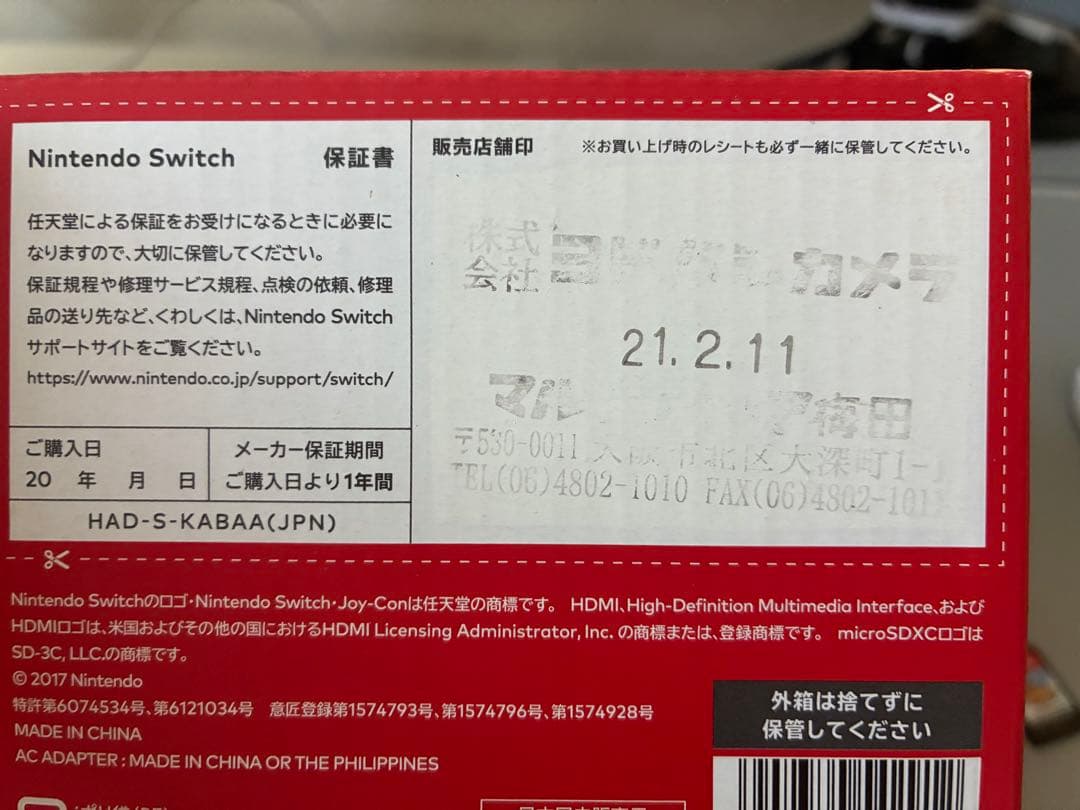 Nintendo Switch 保証書
任天堂による保証をお受けになるときに必要に
なりますので、大切に保管してください。
保証規程や修理サービス規程、点検の依頼、修理
品の送り先など、くわしくは、Nintendo Switch
サポートサイトをご覧ください。
https://www.nintendo.co.jp/support/switch/
ご購入日
20 年 月 日
メーカー保証期間
ご購入日より1年間
HAD-S-KABAA(JPN)
販売店舗印 ※お買い上げ時のレシートも必ず一緒に保管してください。
株式
会社
カメラ
21.2.11
マル
梅田
〒530-0011 大阪市北区大深町1-
TEL(06)4802-1010 FAX(06)4802-1011
Nintendo Switchのロゴ・Nintendo Switch・Joy-Conは任天堂の商標です。 HDMI、High-Definition Multimedia Interface、および
HDMIロゴは、米国およびその他の国におけるHDMI Licensing Administrator, Inc. の商標または、登録商標です。 microSDXCロゴは
SD-3C, LLC.の商標です。
© 2017 Nintendo
特許第6074534号、第6121034号 意匠登録第1574793号、第1574796号、第1574928号
MADE IN CHINA
AC ADAPTER : MADE IN CHINA OR THE PHILIPPINES
外箱は捨てずに
保管してください